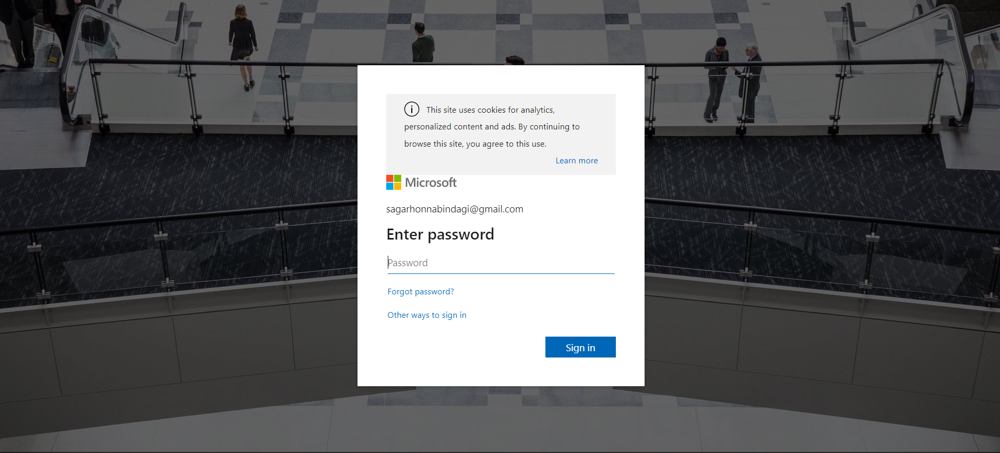 This site uses cookies for analytics,
personalized content and ads. By continuing to
browse this site, you agree to this use.
Learn more
Microsoft
sagarhonnabindagi@gmail.com
Enter password
Password
Forgot password?
Other ways to sign in
Sign in